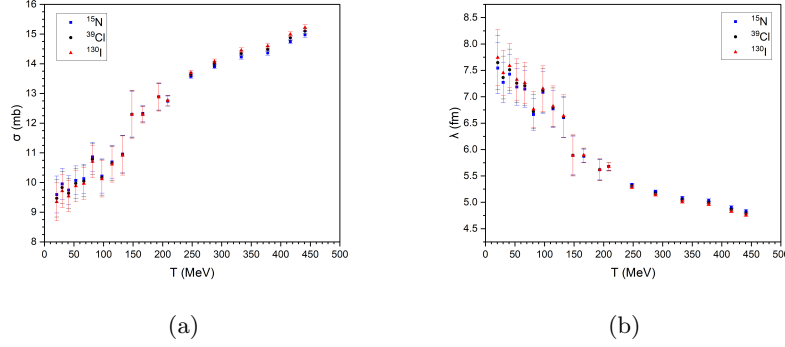 16
15
14
13
12
11
10
9
8
0 50 100 150 200 250 300 350 400 450 500
σ (mb)
T (MeV)
¹⁵N
³⁹Cl
¹³⁰I
(a)
8.5
8.0
7.5
7.0
6.5
6.0
5.5
5.0
4.5
0 50 100 150 200 250 300 350 400 450 500
λ (fm)
T (MeV)
¹⁵N
³⁹Cl
¹³⁰I
(b)